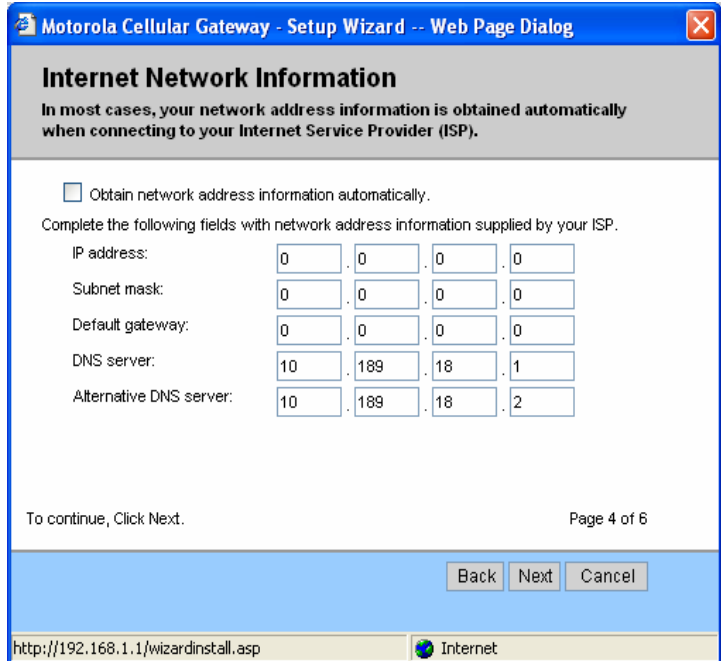 Motorola Cellular Gateway - Setup Wizard -- Web Page Dialog
Internet Network Information
In most cases, your network address information is obtained automatically
when connecting to your Internet Service Provider (ISP).
Obtain network address information automatically.
Complete the following fields with network address information supplied by your ISP.
IP address: 0 . 0 . 0 . 0
Subnet mask: 0 . 0 . 0 . 0
Default gateway: 0 . 0 . 0 . 0
DNS server: 10 . 189 . 18 . 1
Alternative DNS server: 10 . 189 . 18 . 2
To continue, Click Next. Page 4 of 6
Back Next Cancel
http://192.168.1.1/wizardinstall.asp Internet